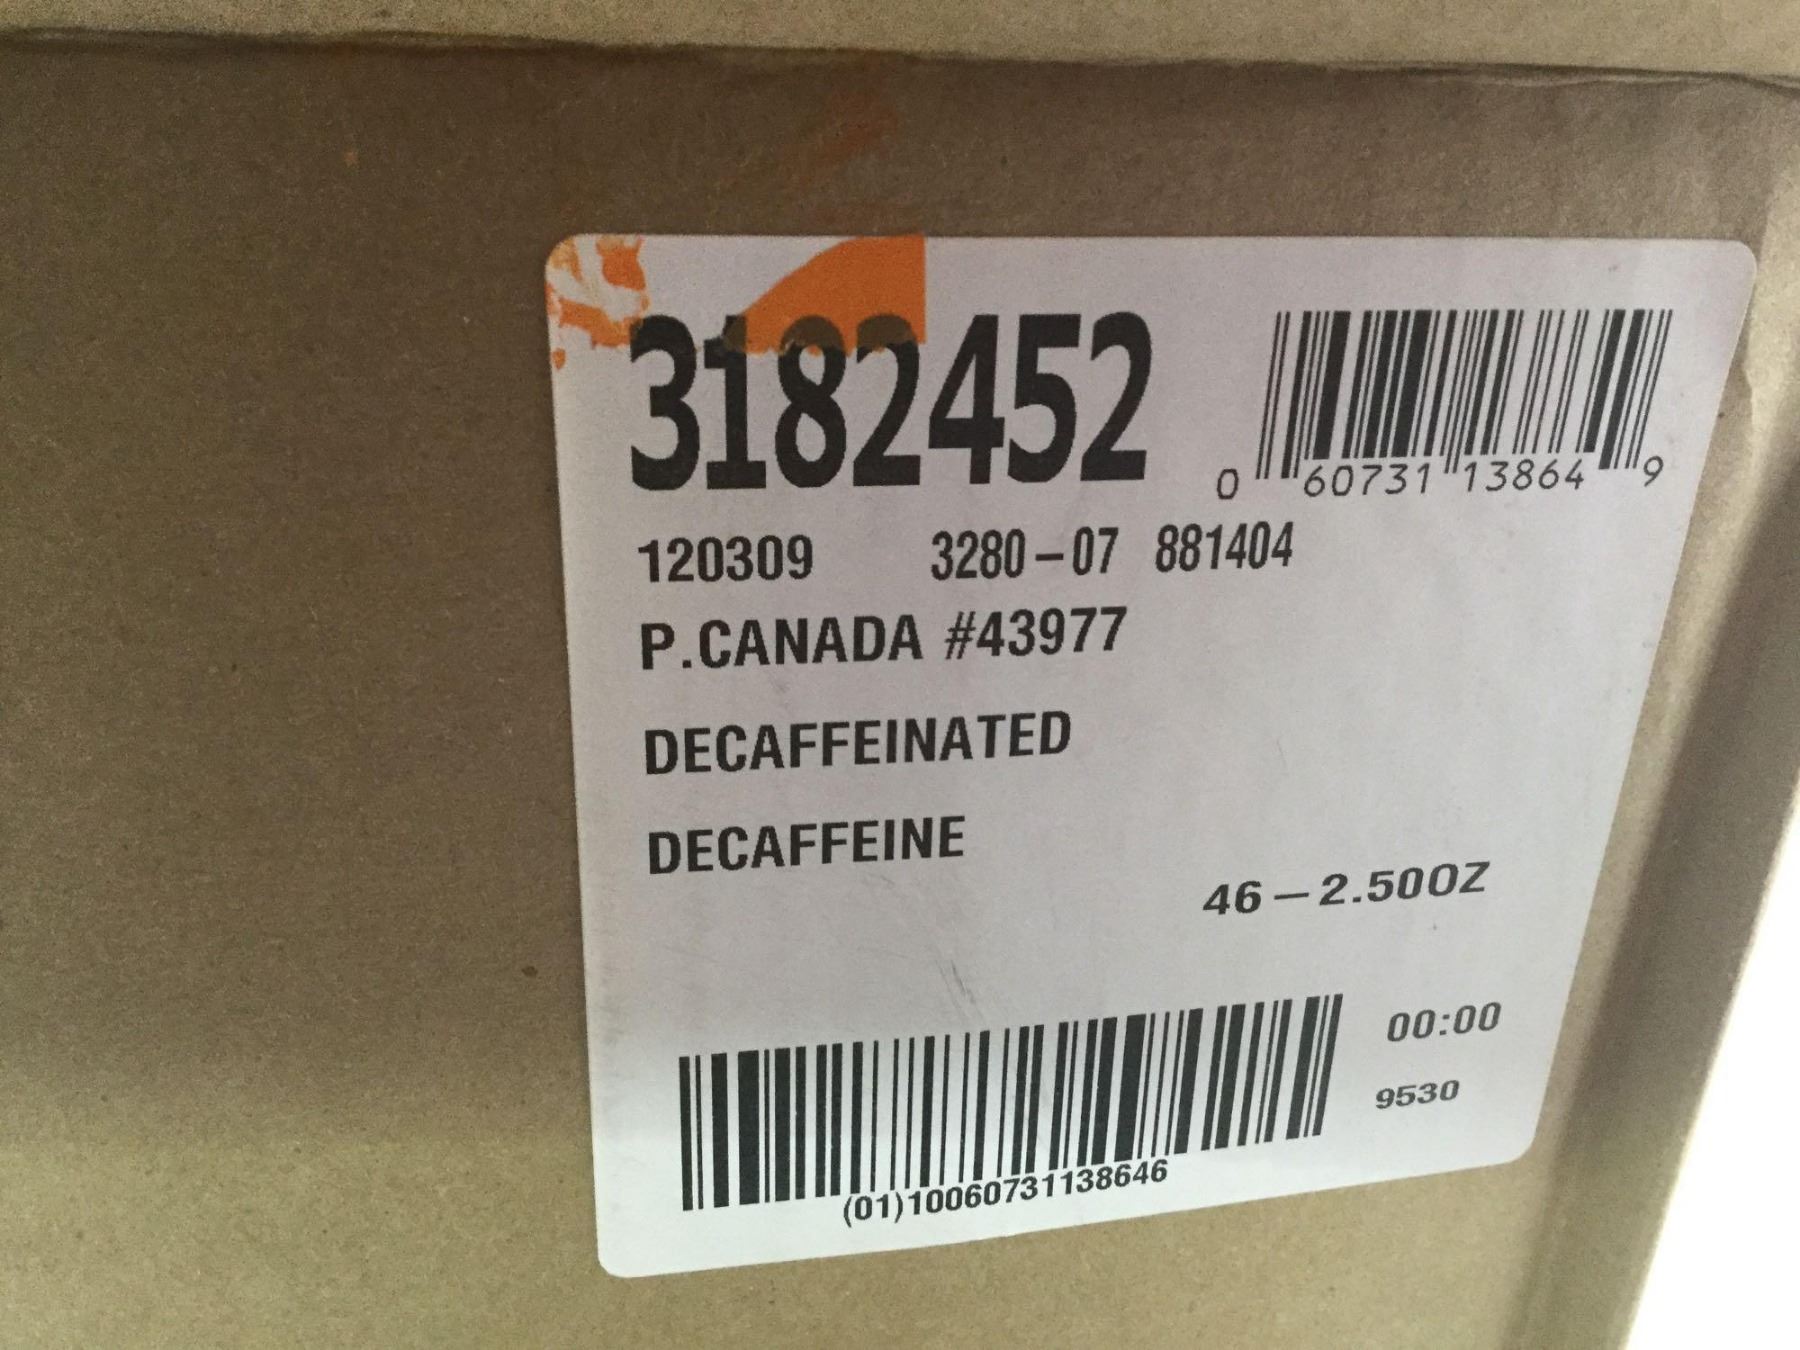 3182452
0 60731 13864 9
120309 3280-07 881404
P.CANADA #43977
DECAFFEINATED
DECAFFEINE
46-2.50OZ
00:00
9530
(01)10060731138646